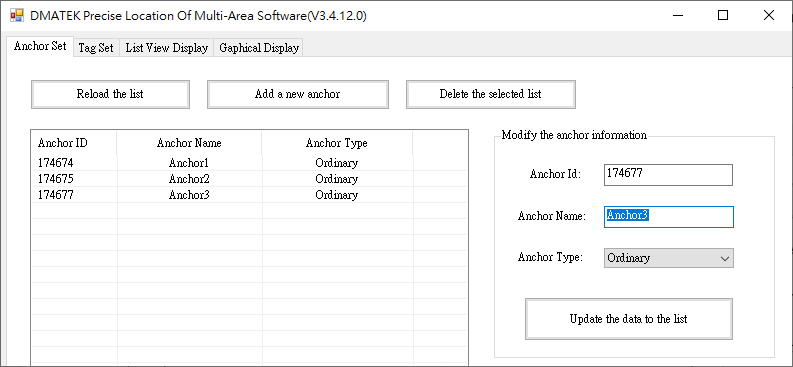 DMATEK Precise Location Of Multi-Area Software(V3.4.12.0)
Anchor Set Tag Set List View Display Gaphical Display
Reload the list Add a new anchor Delete the selected list
Anchor ID Anchor Name Anchor Type
174674 Anchor1 Ordinary
174675 Anchor2 Ordinary
174677 Anchor3 Ordinary
Modify the anchor information
Anchor Id: 174677
Anchor Name: Anchor3
Anchor Type: Ordinary
Update the data to the list